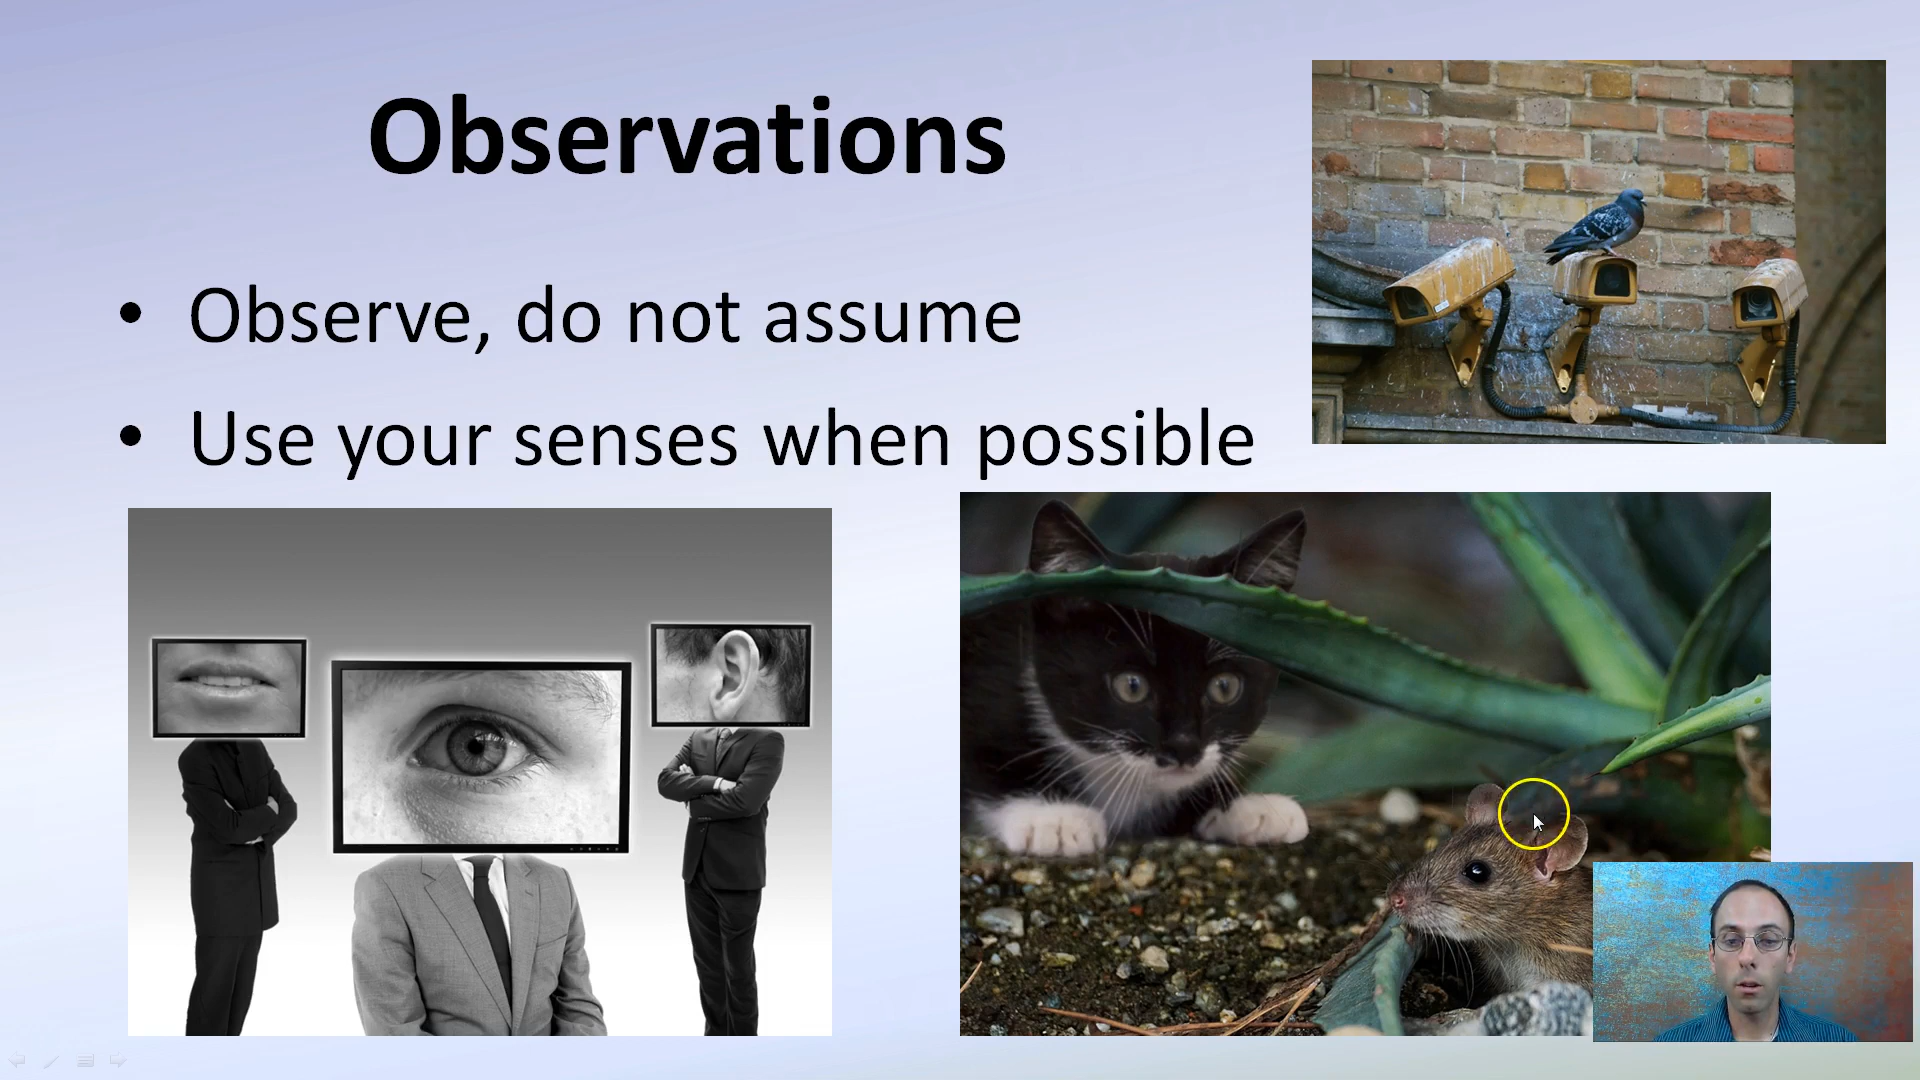 Observations
• Observe, do not assume
• Use your senses when possible